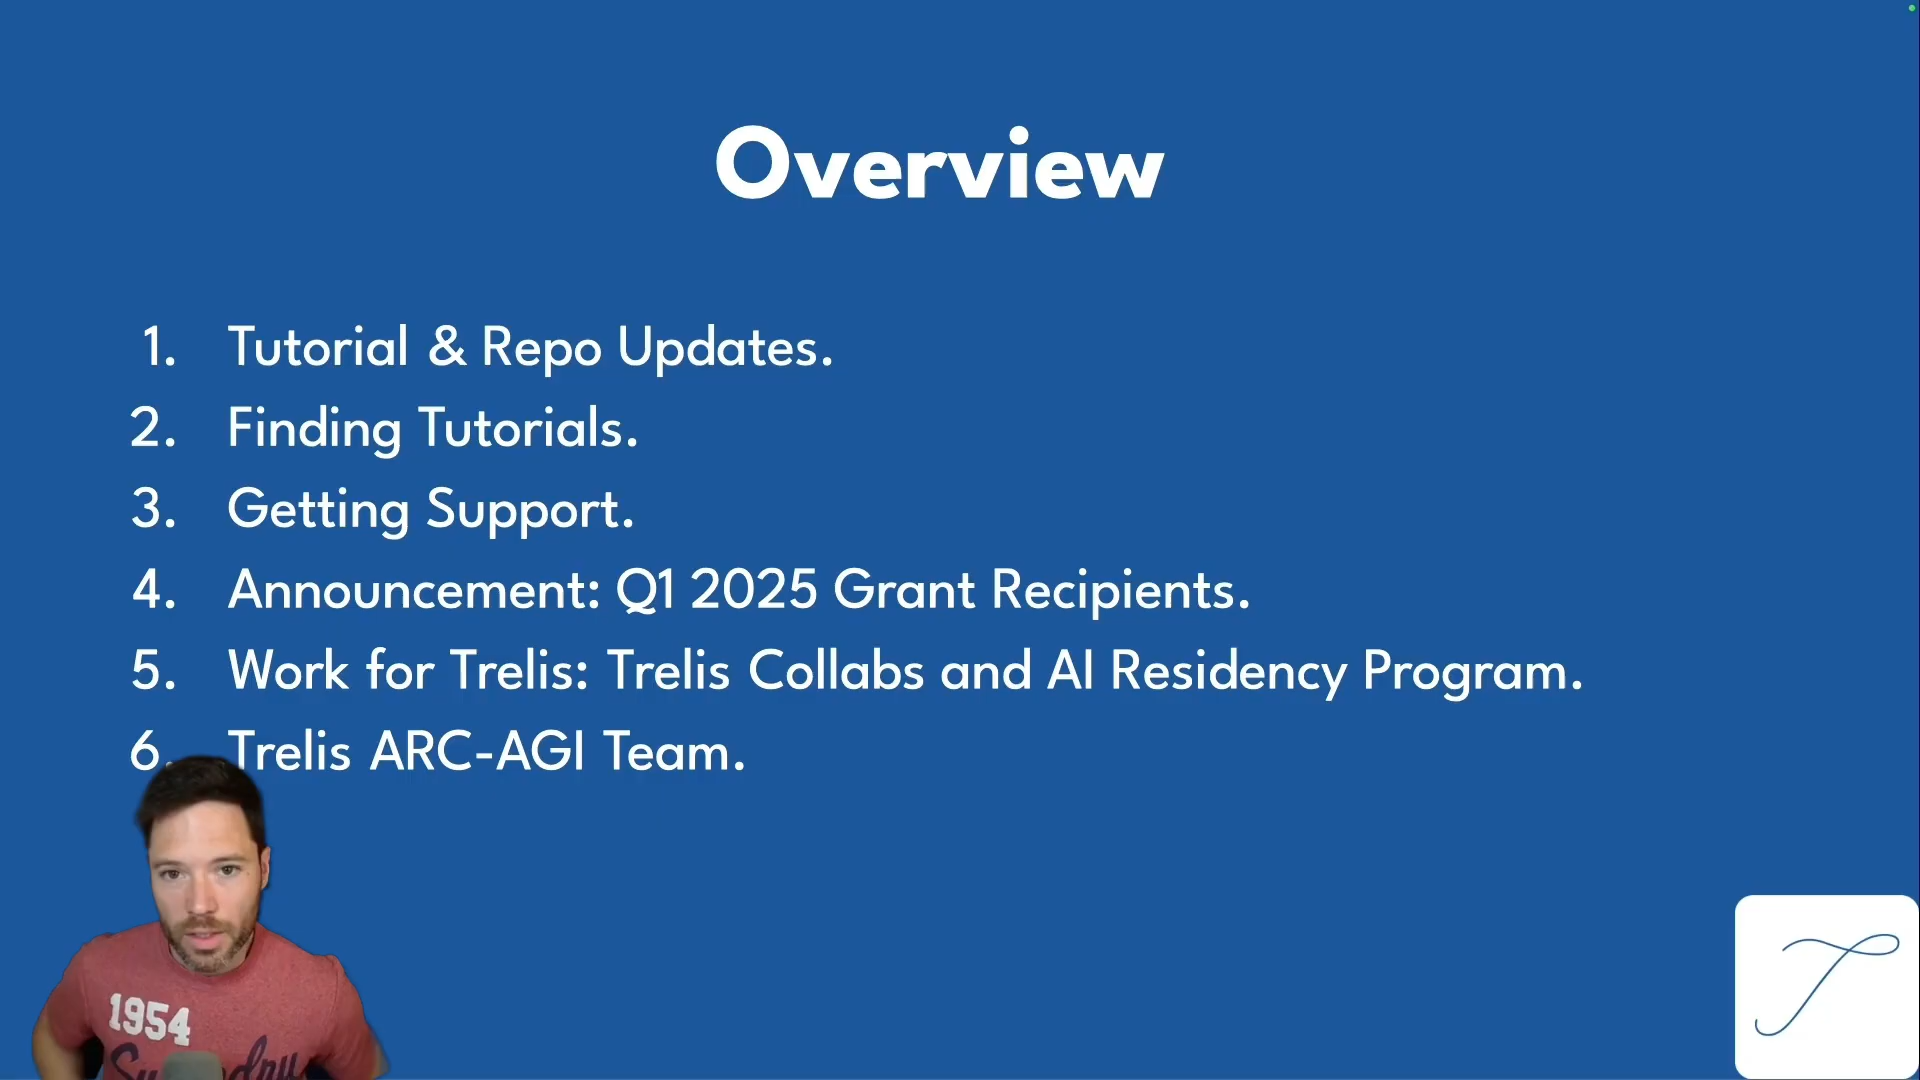 Overview
1. Tutorial & Repo Updates.
2. Finding Tutorials.
3. Getting Support.
4. Announcement: Q1 2025 Grant Recipients.
5. Work for Trelis: Trelis Collabs and AI Residency Program.
6. Trelis ARC-AGI Team.
1954
T